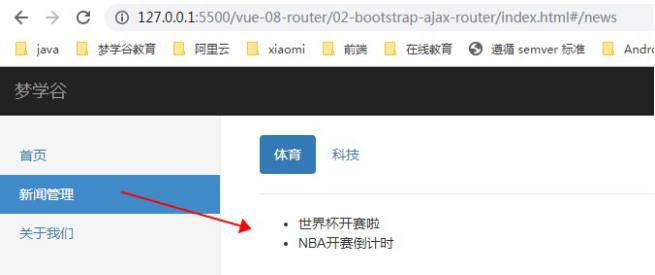 127.0.0.1:5500/vue-08-router/02-bootstrap-ajax-router/index.html#/news
java 梦学谷教育 阿里云 xiaomi 前端 在线教育 遵循 semver 标准 Andro
梦学谷
首页
新闻管理
关于我们
体育 科技
世界杯开赛啦
NBA开赛倒计时